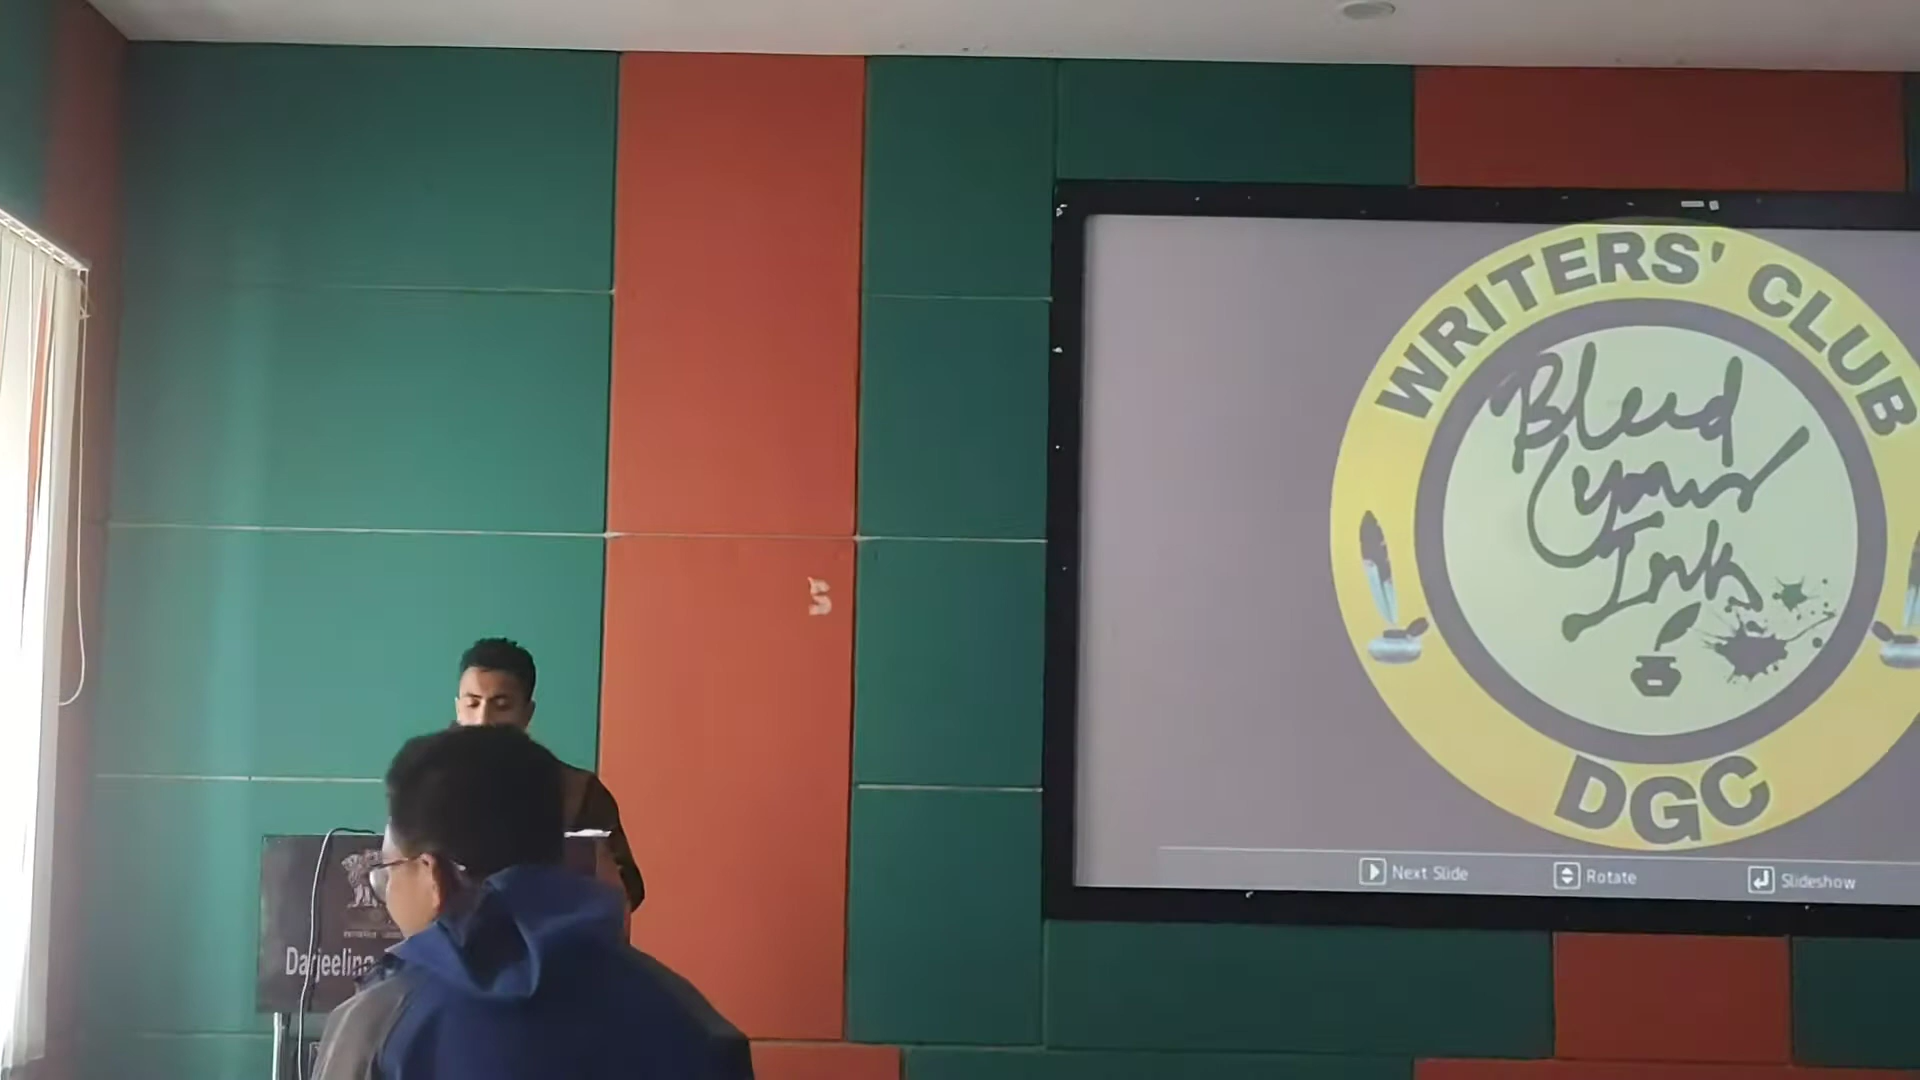 WRITERS' CLUB
Bleed
Your
Ink
DGC
Next Slide
Rotate
Slideshow
Darjeeling